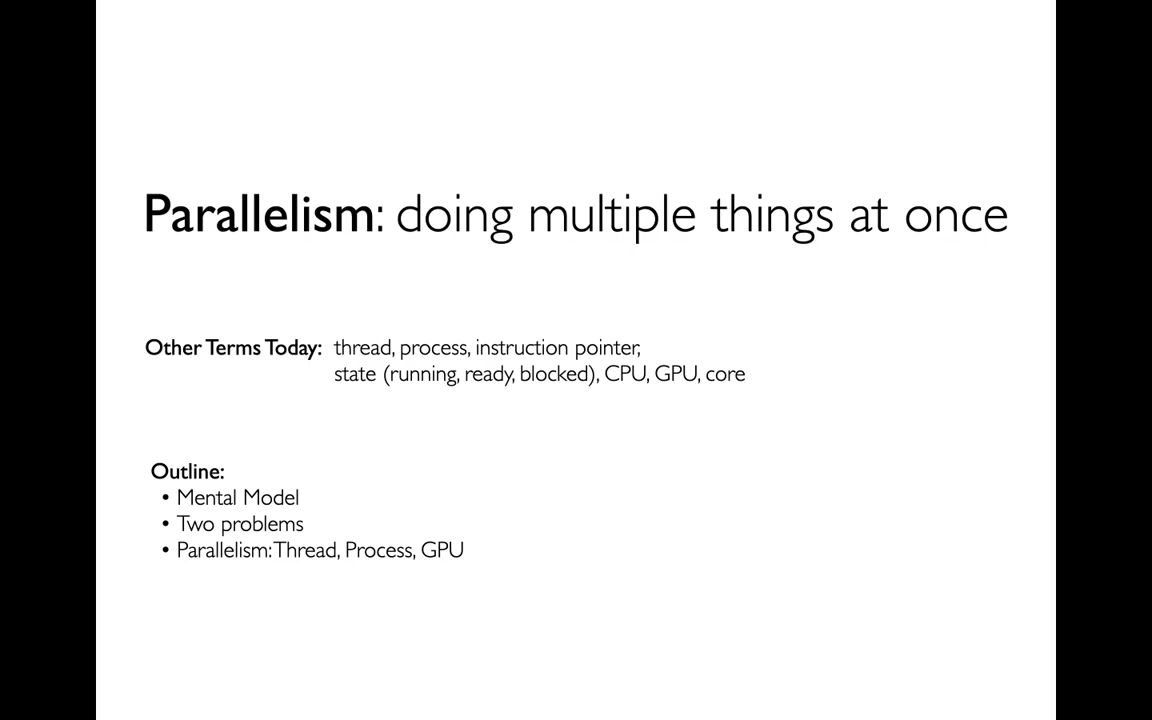 Parallelism: doing multiple things at once
Other Terms Today: thread, process, instruction pointer,
state (running, ready, blocked), CPU, GPU, core
Outline:
• Mental Model
• Two problems
• Parallelism: Thread, Process, GPU